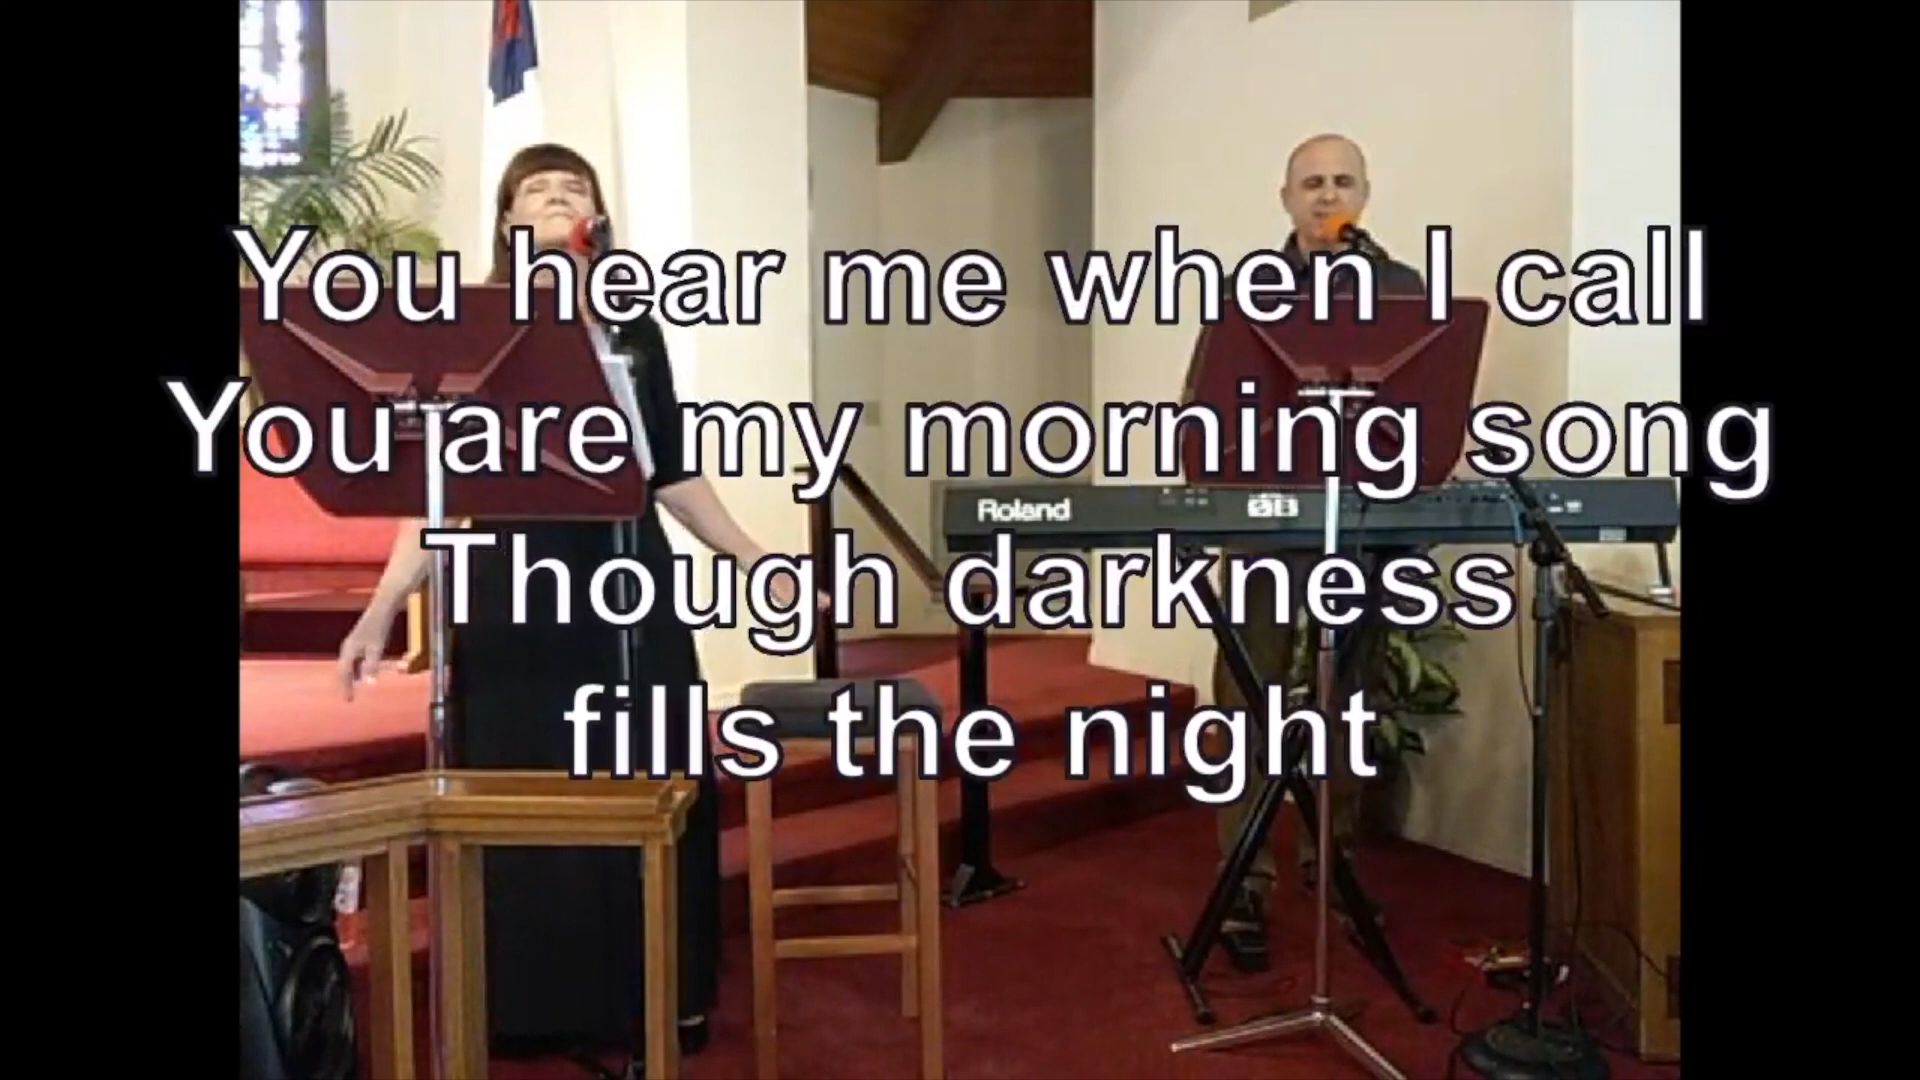 You hear me when I call
You are my morning song
Though darkness
fills the night
Roland